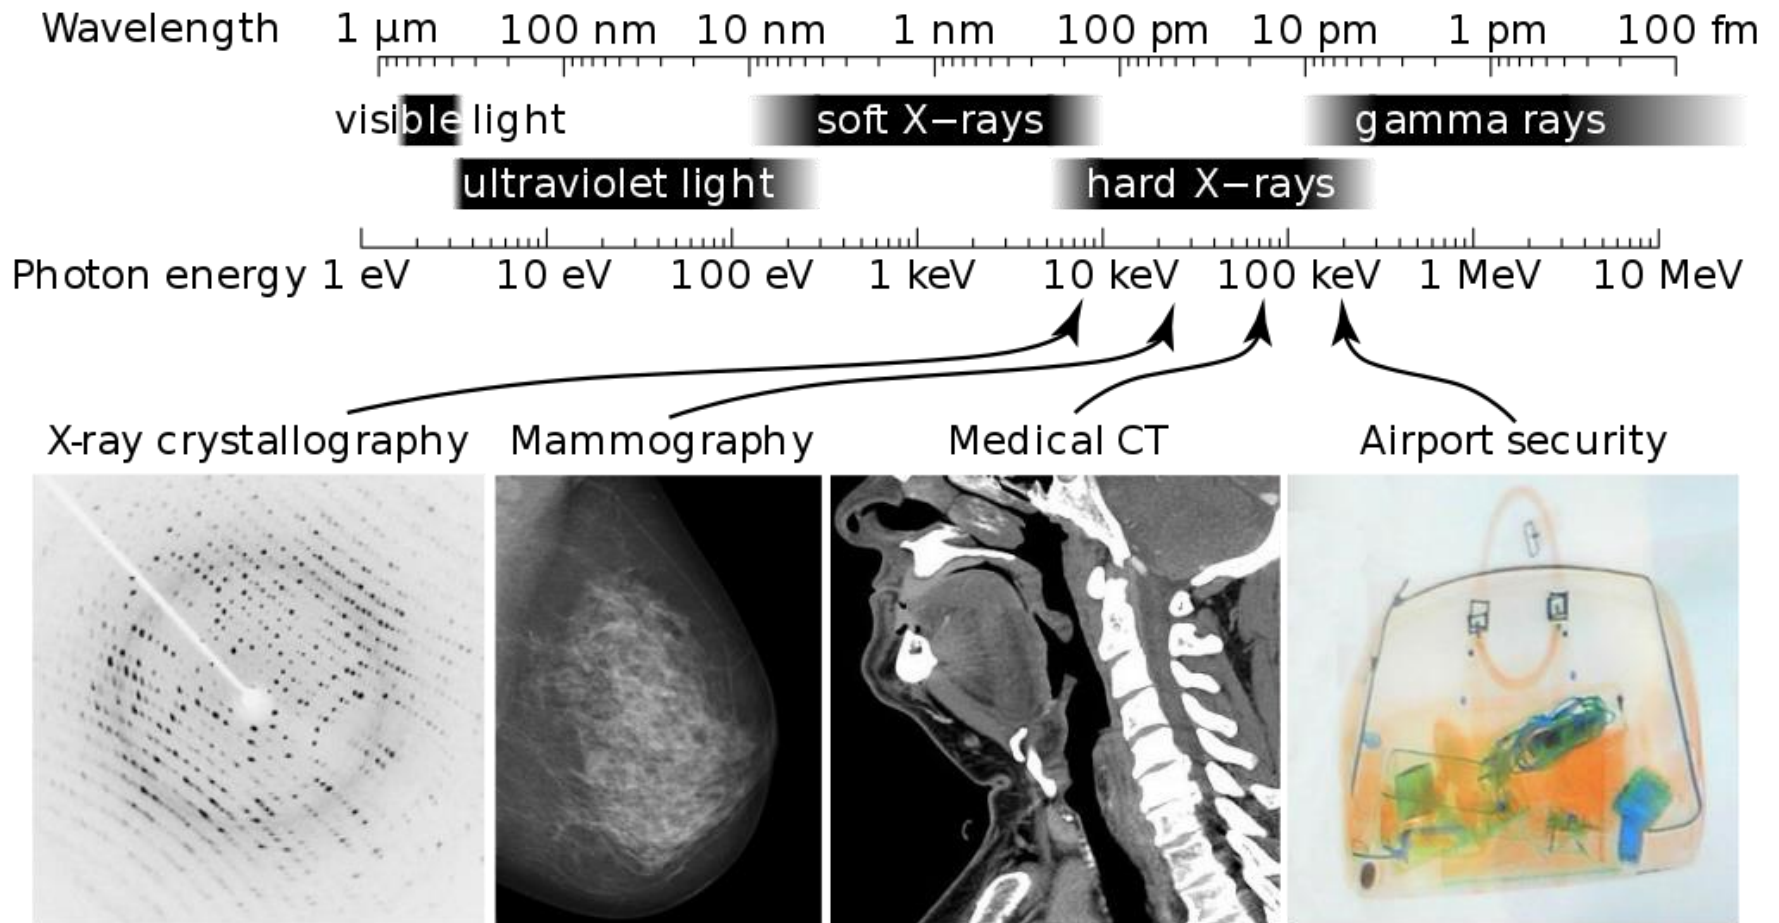 Wavelength 1 µm 100 nm 10 nm 1 nm 100 pm 10 pm 1 pm 100 fm
visible light soft X−rays gamma rays
ultraviolet light hard X−rays
Photon energy 1 eV 10 eV 100 eV 1 keV 10 keV 100 keV 1 MeV 10 MeV
X-ray crystallography Mammography Medical CT Airport security